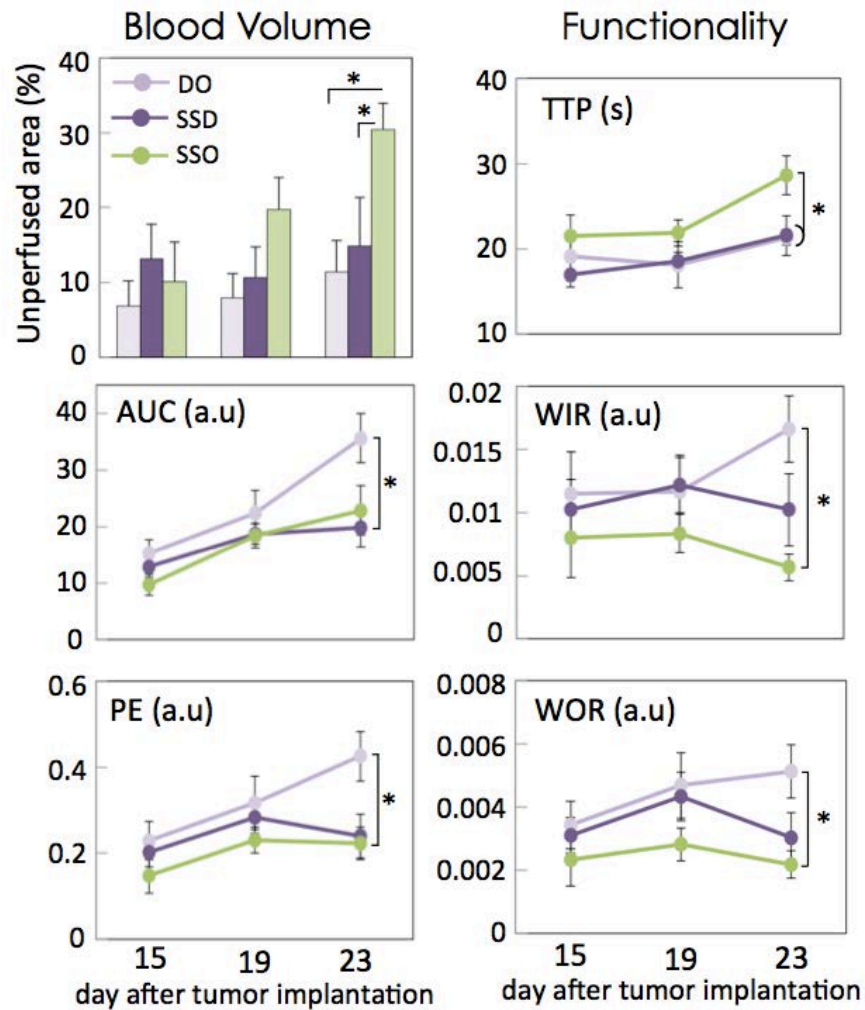 Blood Volume
Functionality
Unperfused area (%)
40
30
20
10
0
DO
SSD
SSO
*
*
TTP (s)
40
30
20
10
*
AUC (a.u)
40
30
20
10
0
*
WIR (a.u)
0.02
0.015
0.01
0.005
0
*
PE (a.u)
0.6
0.4
0.2
0
*
15 19 23
day after tumor implantation
WOR (a.u)
0.008
0.006
0.004
0.002
0
*
15 19 23
day after tumor implantation